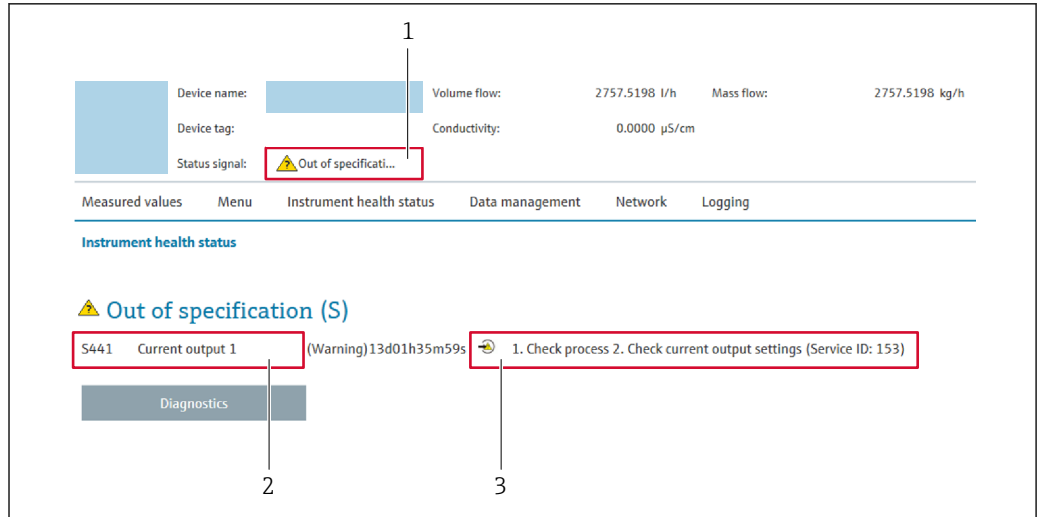 1
Device name: Volume flow: 2757.5198 l/h Mass flow: 2757.5198 kg/h
Device tag: Conductivity: 0.0000 µS/cm
Status signal: Out of specificati...
Measured values Menu Instrument health status Data management Network Logging
Instrument health status
Out of specification (S)
S441 Current output 1 (Warning)13d01h35m59s 1. Check process 2. Check current output settings (Service ID: 153)
Diagnostics
2 3